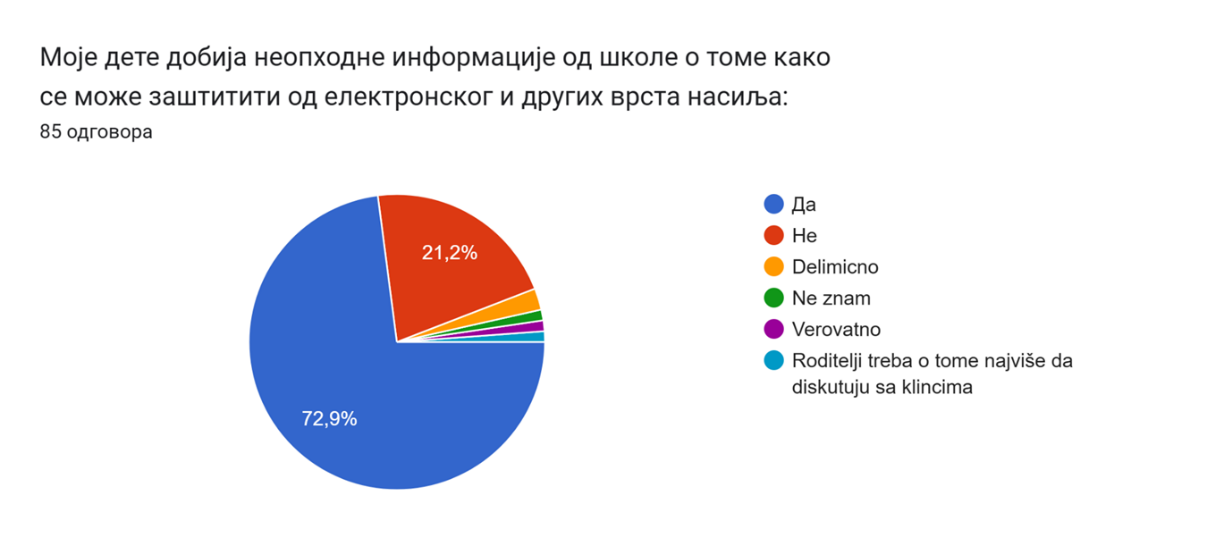 Моје дете добија неопходне информације од школе о томе како
се може заштитити од електронског и других врста насиља:
85 одговора
21,2%
72,9%
Да
Не
Delimicno
Ne znam
Verovatno
Roditelji treba o tome najviše da
diskutuju sa klincima